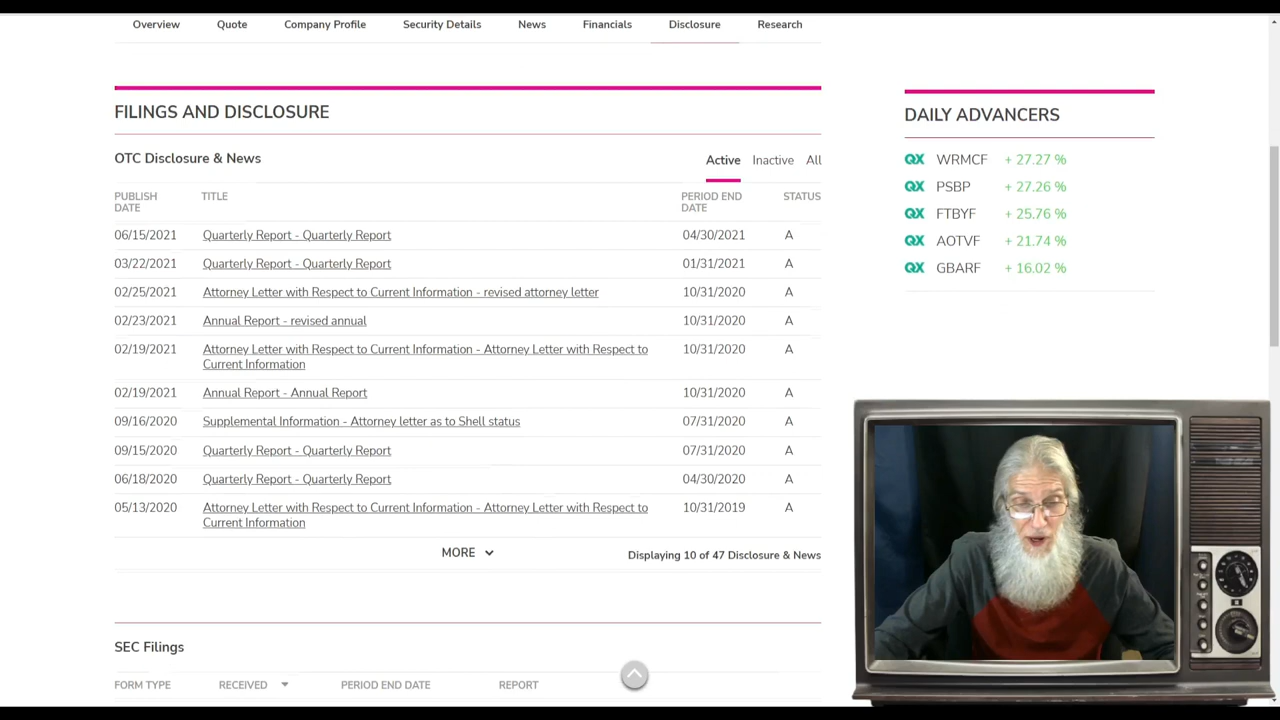 Overview Quote Company Profile Security Details News Financials Disclosure Research
FILINGS AND DISCLOSURE
OTC Disclosure & News
Active Inactive All
PUBLISH DATE TITLE PERIOD END DATE STATUS
06/15/2021 Quarterly Report - Quarterly Report 04/30/2021 A
03/22/2021 Quarterly Report - Quarterly Report 01/31/2021 A
02/25/2021 Attorney Letter with Respect to Current Information - revised attorney letter 10/31/2020 A
02/23/2021 Annual Report - revised annual 10/31/2020 A
02/19/2021 Attorney Letter with Respect to Current Information - Attorney Letter with Respect to 10/31/2020 A
Current Information
02/19/2021 Annual Report - Annual Report 10/31/2020 A
09/16/2020 Supplemental Information - Attorney letter as to Shell status 07/31/2020 A
09/15/2020 Quarterly Report - Quarterly Report 07/31/2020 A
06/18/2020 Quarterly Report - Quarterly Report 04/30/2020 A
05/13/2020 Attorney Letter with Respect to Current Information - Attorney Letter with Respect to 10/31/2019 A
Current Information
MORE
Displaying 10 of 47 Disclosure & News
SEC Filings
FORM TYPE RECEIVED PERIOD END DATE REPORT
DAILY ADVANCERS
QX WRMCF + 27.27 %
QX PSBP + 27.26 %
QX FTBYF + 25.76 %
QX AOTVF + 21.74 %
QX GBARF + 16.02 %